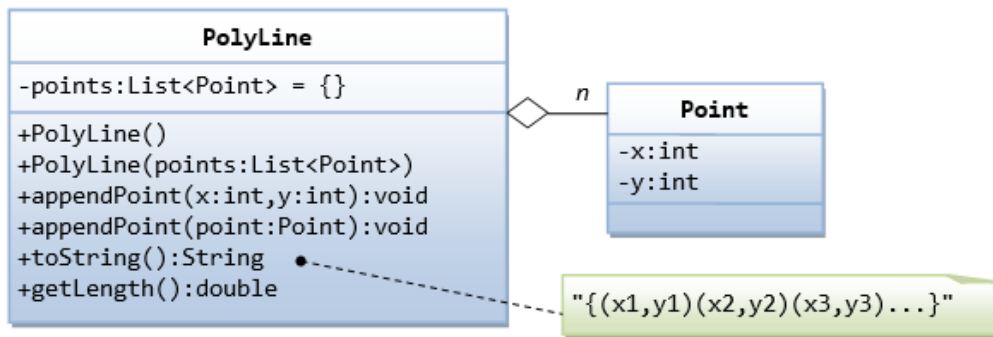 PolyLine
-points:List<Point> = {}
+PolyLine()
+PolyLine(points:List<Point>)
+appendPoint(x:int,y:int):void
+appendPoint(point:Point):void
+toString():String
+getLength():double
n
Point
-x:int
-y:int
"{(x1,y1)(x2,y2)(x3,y3)...}"